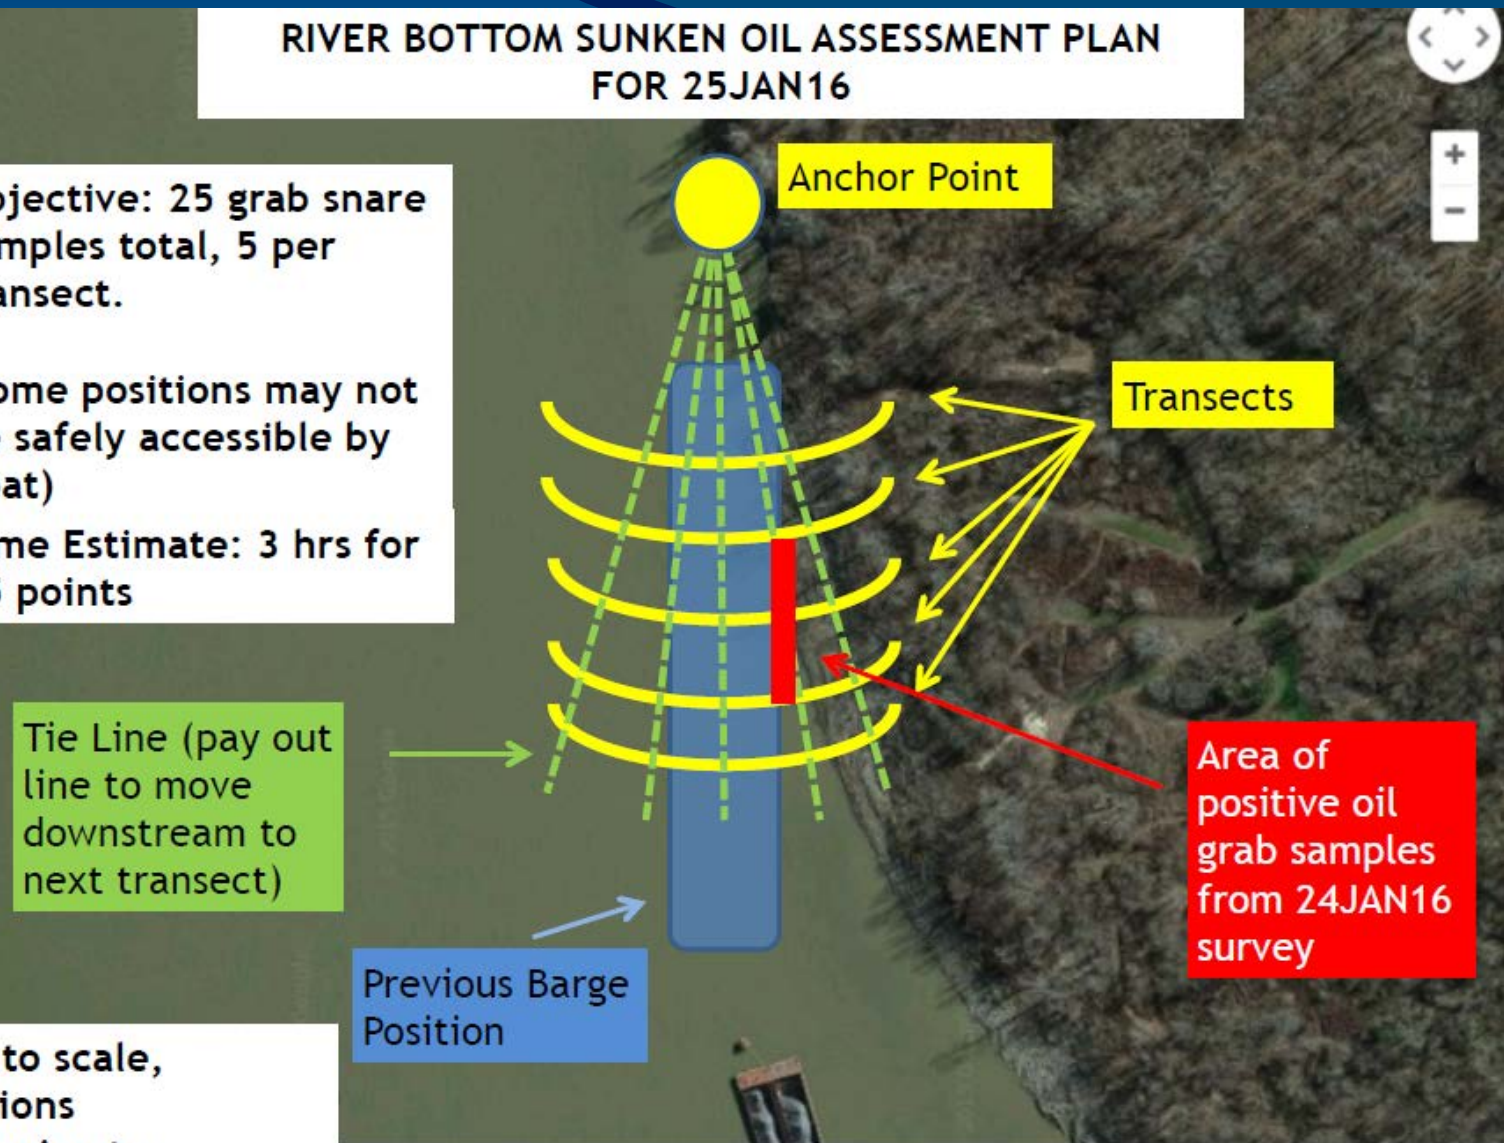 RIVER BOTTOM SUNKEN OIL ASSESSMENT PLAN
FOR 25JAN16
Anchor Point
jective: 25 grab snare
mples total, 5 per
ansect.
ome positions may not
safely accessible by
at)
me Estimate: 3 hrs for
points
Transects
Tie Line (pay out
line to move
downstream to
next transect)
Area of
positive oil
grab samples
from 24JAN16
survey
Previous Barge
Position
to scale,
ions